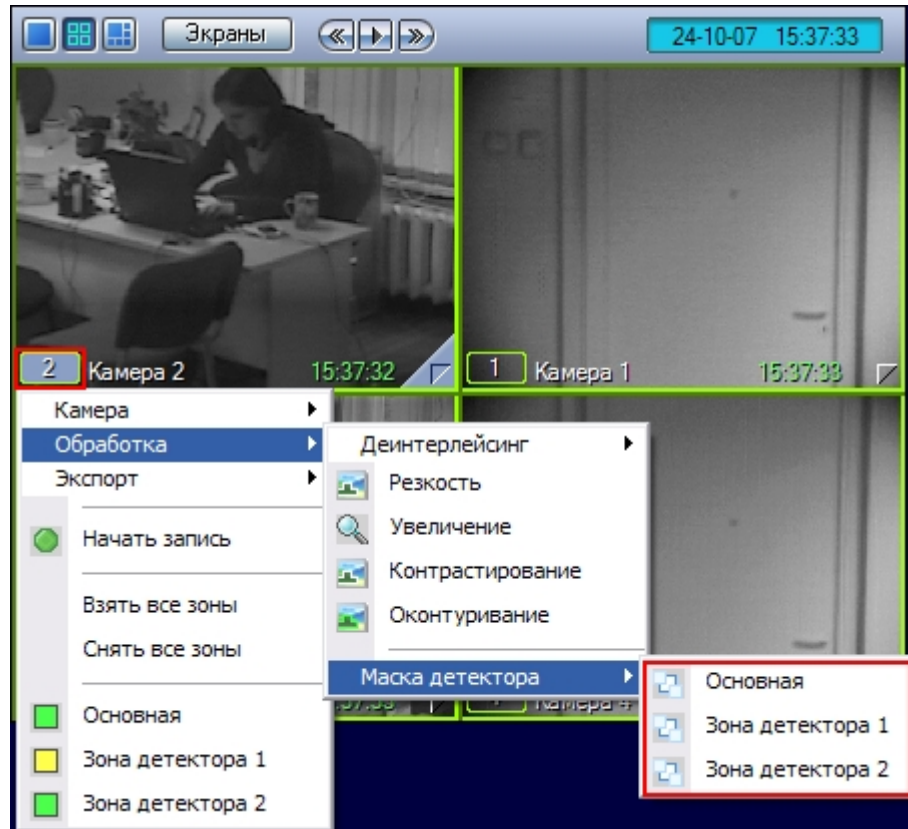 Экраны
24-10-07 15:37:33
2 Камера 2 15:37:32
1 Камера 1 15:37:33
Камера
Обработка
Экспорт
Начать запись
Взять все зоны
Снять все зоны
Основная
Зона детектора 1
Зона детектора 2
Деинтерлейсинг
Резкость
Увеличение
Контрастирование
Оконтуривание
Маска детектора
Основная
Зона детектора 1
Зона детектора 2
Камера 4